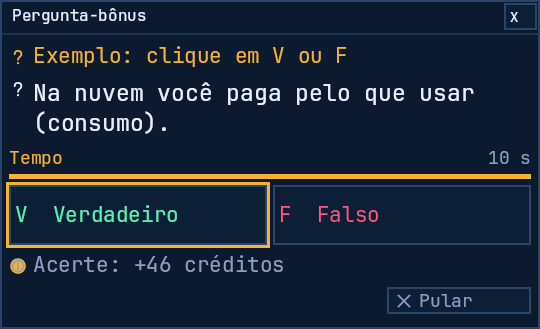 Pergunta-bônus
X
? Exemplo: clique em V ou F
? Na nuvem você paga pelo que usar
(consumo).
Tempo 10 s
V Verdadeiro
F Falso
Acerte: +46 créditos
Pular